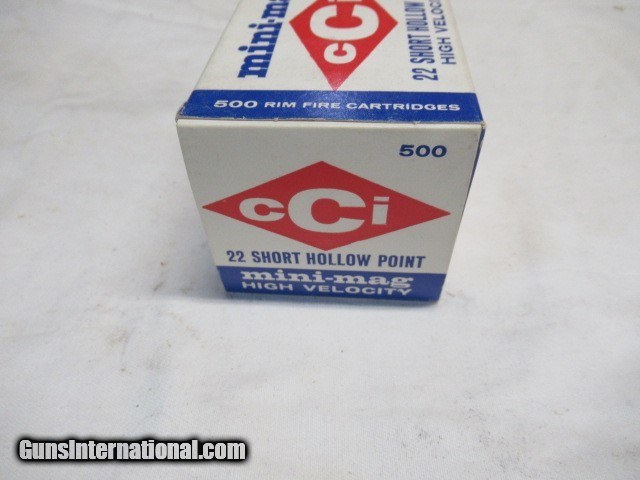 mini-mag
cCi
22 SHORT HOLLOW
HIGH VELOCI
500 RIM FIRE CARTRIDGES
500
cCi
22 SHORT HOLLOW POINT
mini-mag
HIGH VELOCITY
GunsInternational.com